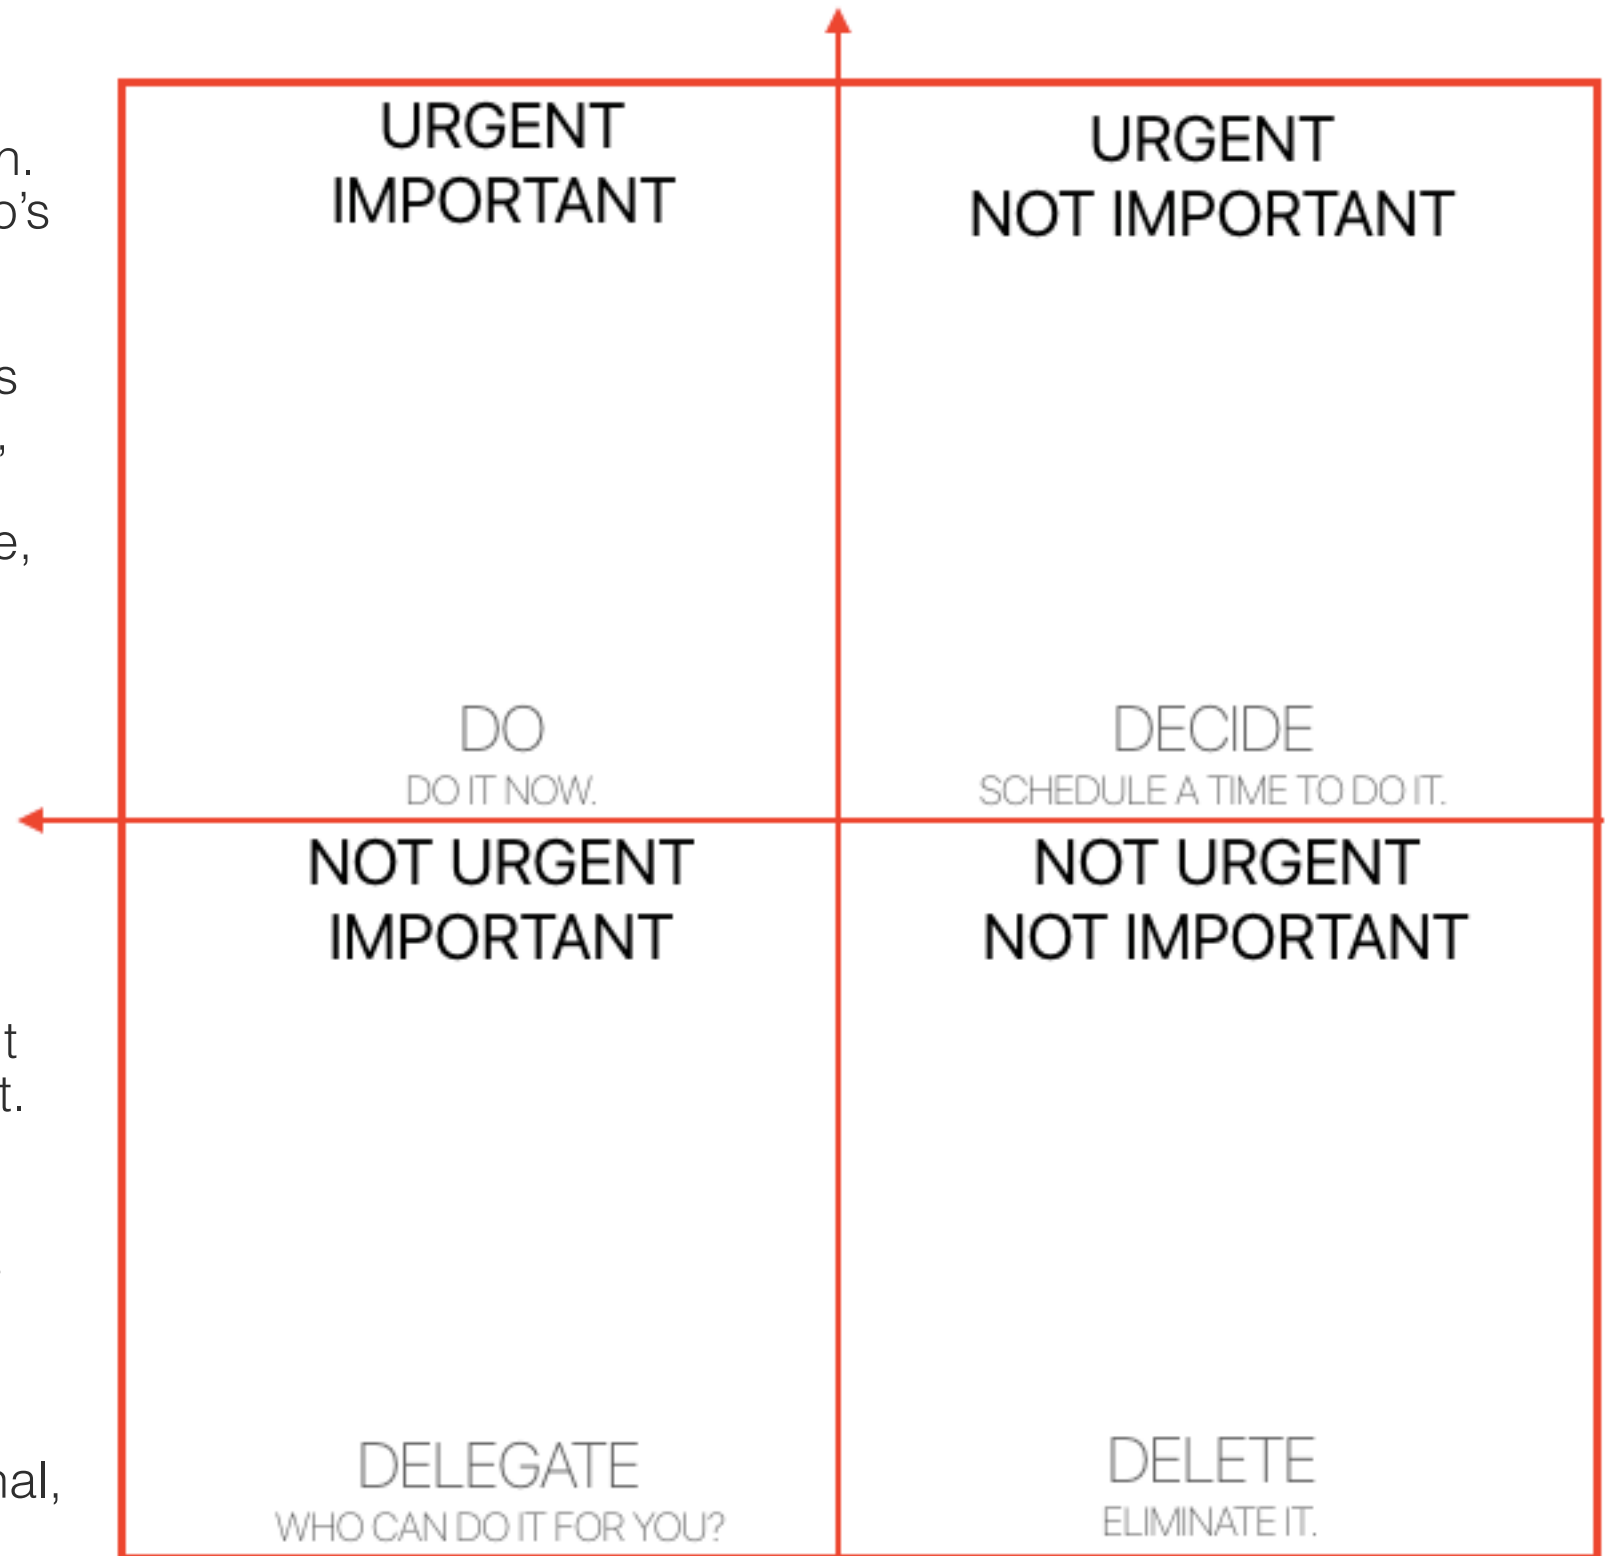 n.
o's
s
,
e,
t
t.
nal,
URGENT
IMPORTANT
DO
DO IT NOW.
URGENT
NOT IMPORTANT
DECIDE
SCHEDULE A TIME TO DO IT.
NOT URGENT
IMPORTANT
DELEGATE
WHO CAN DO IT FOR YOU?
NOT URGENT
NOT IMPORTANT
DELETE
ELIMINATE IT.